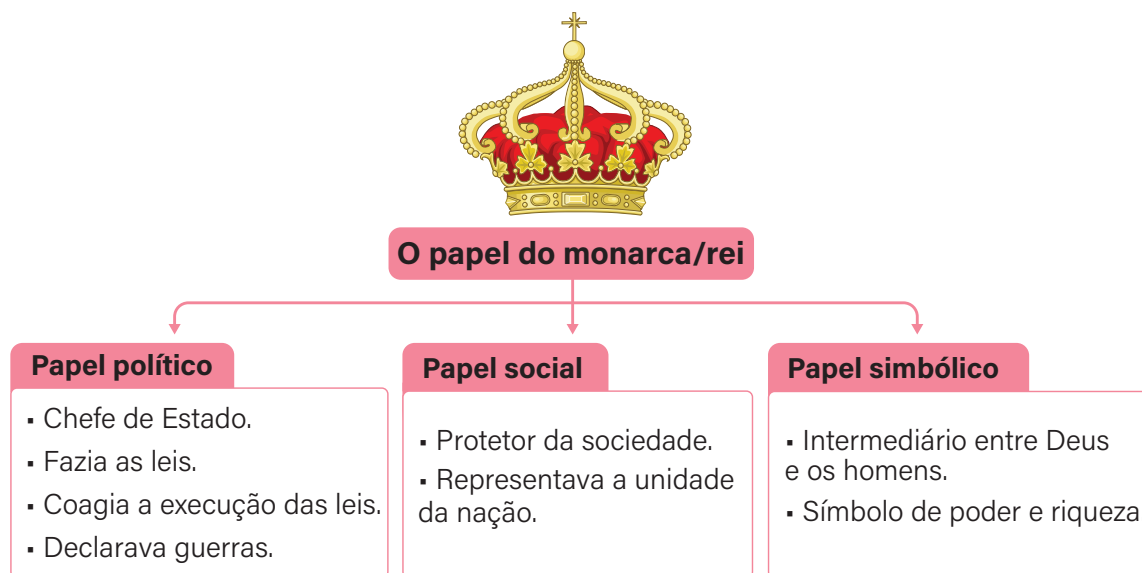 O papel do monarca/rei
Papel político
▪ Chefe de Estado.
▪ Fazia as leis.
▪ Coagia a execução das leis.
▪ Declarava guerras.
Papel social
▪ Protetor da sociedade.
▪ Representava a unidade
da nação.
Papel simbólico
▪ Intermediário entre Deus
e os homens.
▪ Símbolo de poder e riqueza